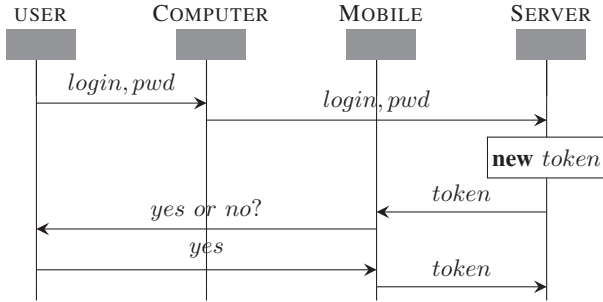 USER COMPUTER MOBILE SERVER
login, pwd
login, pwd
new token
token
yes or no?
yes
token